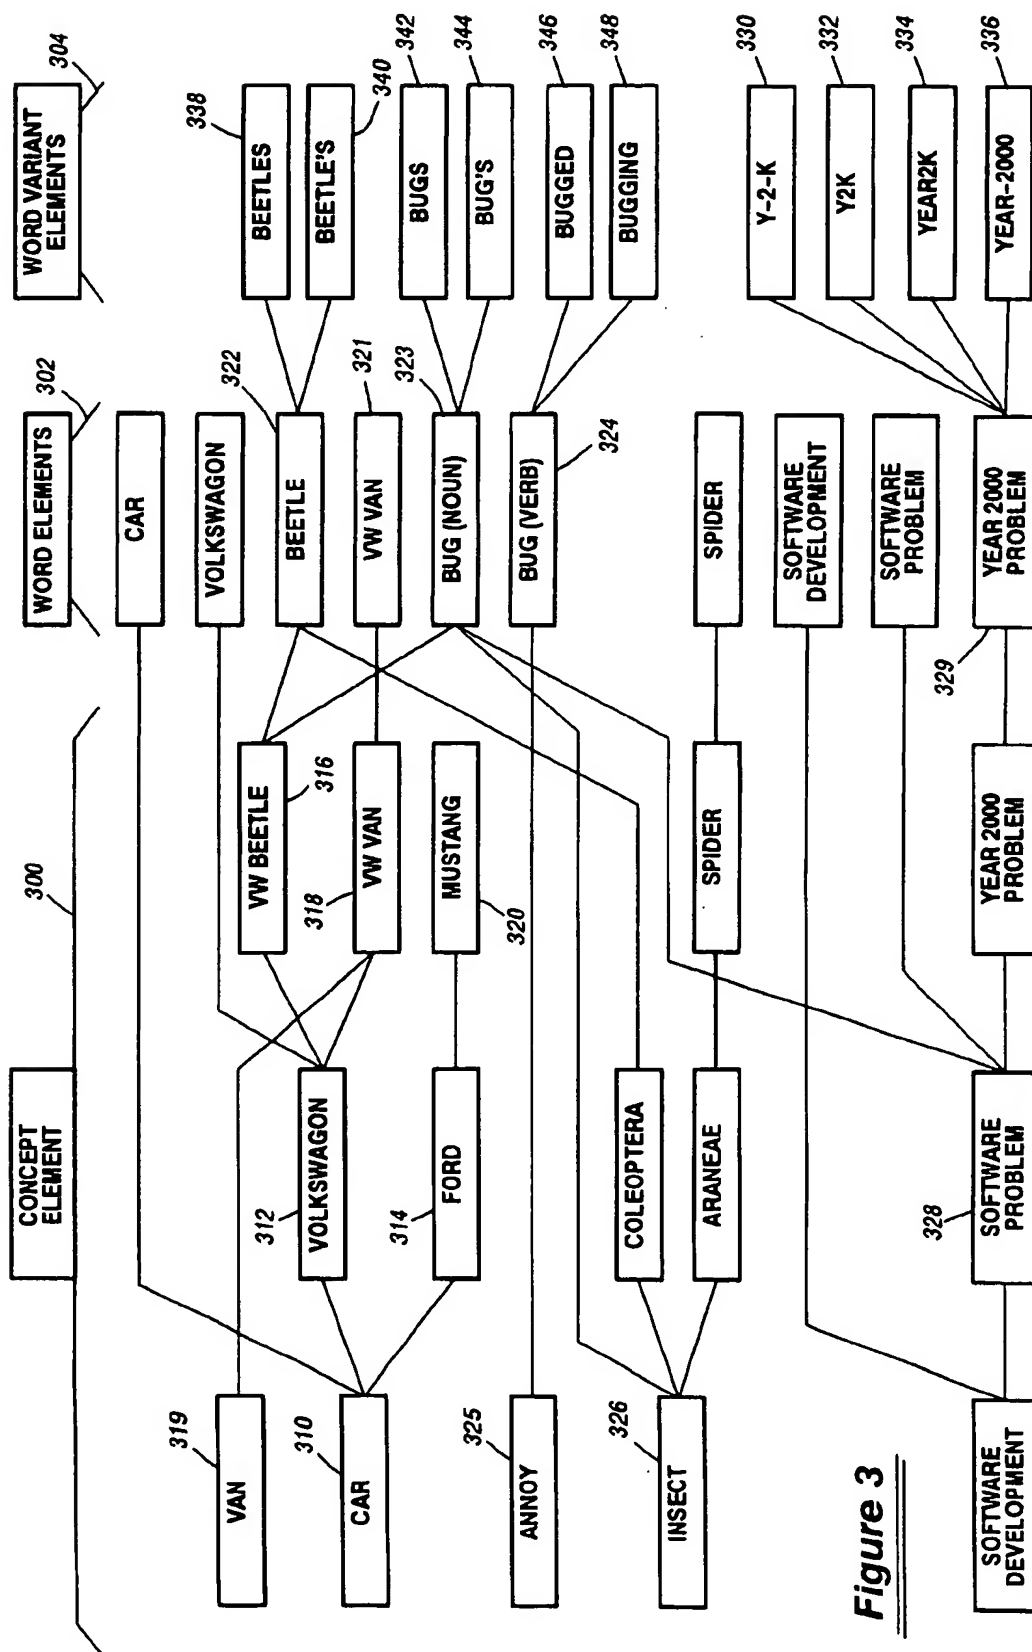 CONCEPT
ELEMENT
300
WORD ELEMENTS
302
WORD VARIANT
ELEMENTS
304
VAN
319
CAR
310
ANNOY
325
INSECT
326
SOFTWARE
DEVELOPMENT
VOLKSWAGON
312
FORD
314
COLEOPTERA
ARANEAE
SOFTWARE
PROBLEM
328
VW BEETLE
316
VW VAN
318
MUSTANG
320
SPIDER
YEAR 2000
PROBLEM
CAR
VOLKSWAGON
BEETLE
322
VW VAN
321
BUG (NOUN)
323
BUG (VERB)
324
SPIDER
SOFTWARE
DEVELOPMENT
SOFTWARE
PROBLEM
YEAR 2000
PROBLEM
329
BEETLES
338
BEETLE'S
340
BUGS
342
BUG'S
344
BUGGED
346
BUGGING
348
Y-2-K
330
Y2K
332
YEAR2K
334
YEAR-2000
336
Figure 3